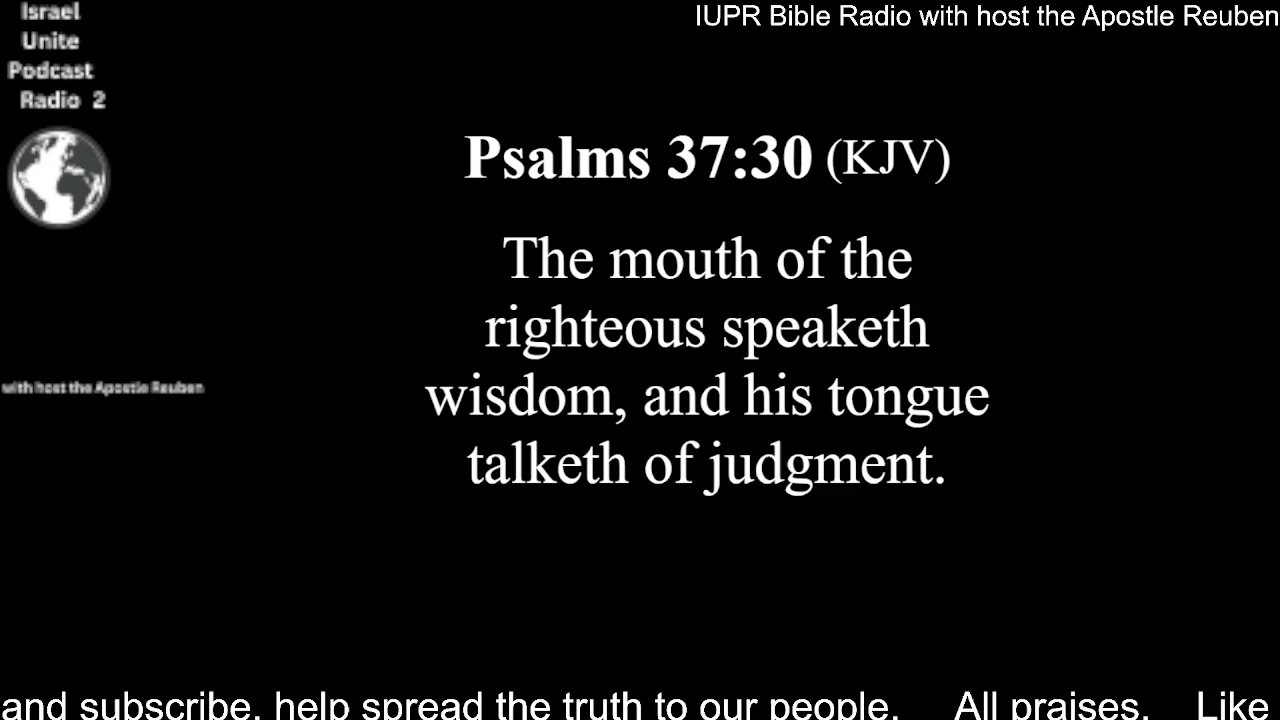 Israel
Unite
Podcast
Radio 2
IUPR Bible Radio with host the Apostle Reuben
Psalms 37:30 (KJV)
The mouth of the
righteous speaketh
wisdom, and his tongue
talketh of judgment.
with host the Apostle Reuben
and subscribe, help spread the truth to our people. All praises. Like